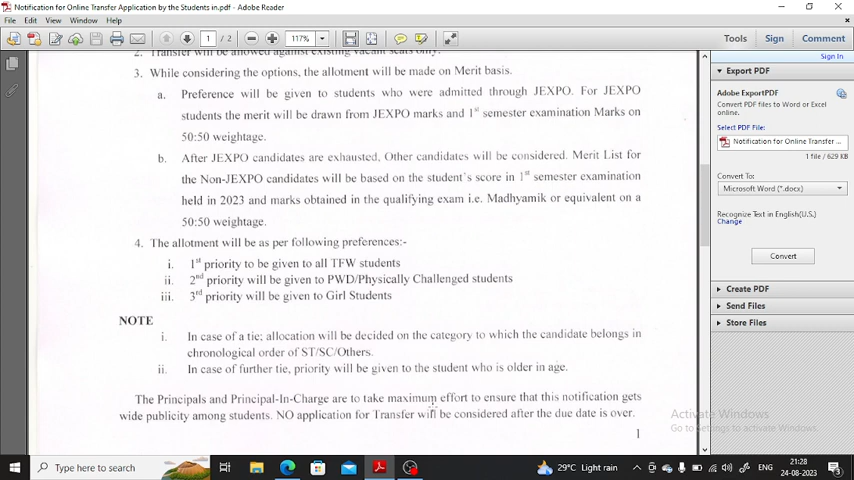 Notification for Online Transfer Application by the Students in.pdf - Adobe Reader
File Edit View Window Help
1 / 2 117% Tools Sign Comment
Sign In
2. Transfer will be allowed against existing vacant seats only.
3. While considering the options, the allotment will be made on Merit basis.
a. Preference will be given to students who were admitted through JEXPO. For JEXPO
students the merit will be drawn from JEXPO marks and 1st semester examination Marks on
50:50 weightage.
b. After JEXPO candidates are exhausted, Other candidates will be considered. Merit List for
the Non-JEXPO candidates will be based on the student's score in 1st semester examination
held in 2023 and marks obtained in the qualifying exam i.e. Madhyamik or equivalent on a
50:50 weightage.
4. The allotment will be as per following preferences:-
i. 1st priority to be given to all TFW students
ii. 2nd priority will be given to PWD/Physically Challenged students
iii. 3rd priority will be given to Girl Students
NOTE
i. In case of a tie; allocation will be decided on the category to which the candidate belongs in
chronological order of ST/SC/Others.
ii. In case of further tie, priority will be given to the student who is older in age.
The Principals and Principal-In-Charge are to take maximum effort to ensure that this notification gets
wide publicity among students. NO application for Transfer will be considered after the due date is over.
1
Export PDF
Adobe ExportPDF
Convert PDF files to Word or Excel
online.
Select PDF File:
Notification for Online Transfer ...
1 file / 629 KB
Convert To:
Microsoft Word (*.docx)
Recognize Text in English(U.S.)
Change
Convert
Create PDF
Send Files
Store Files
Activate Windows
Go to Settings to activate Windows.
Type here to search
29°C Light rain
ENG
21:28
24-08-2023
3